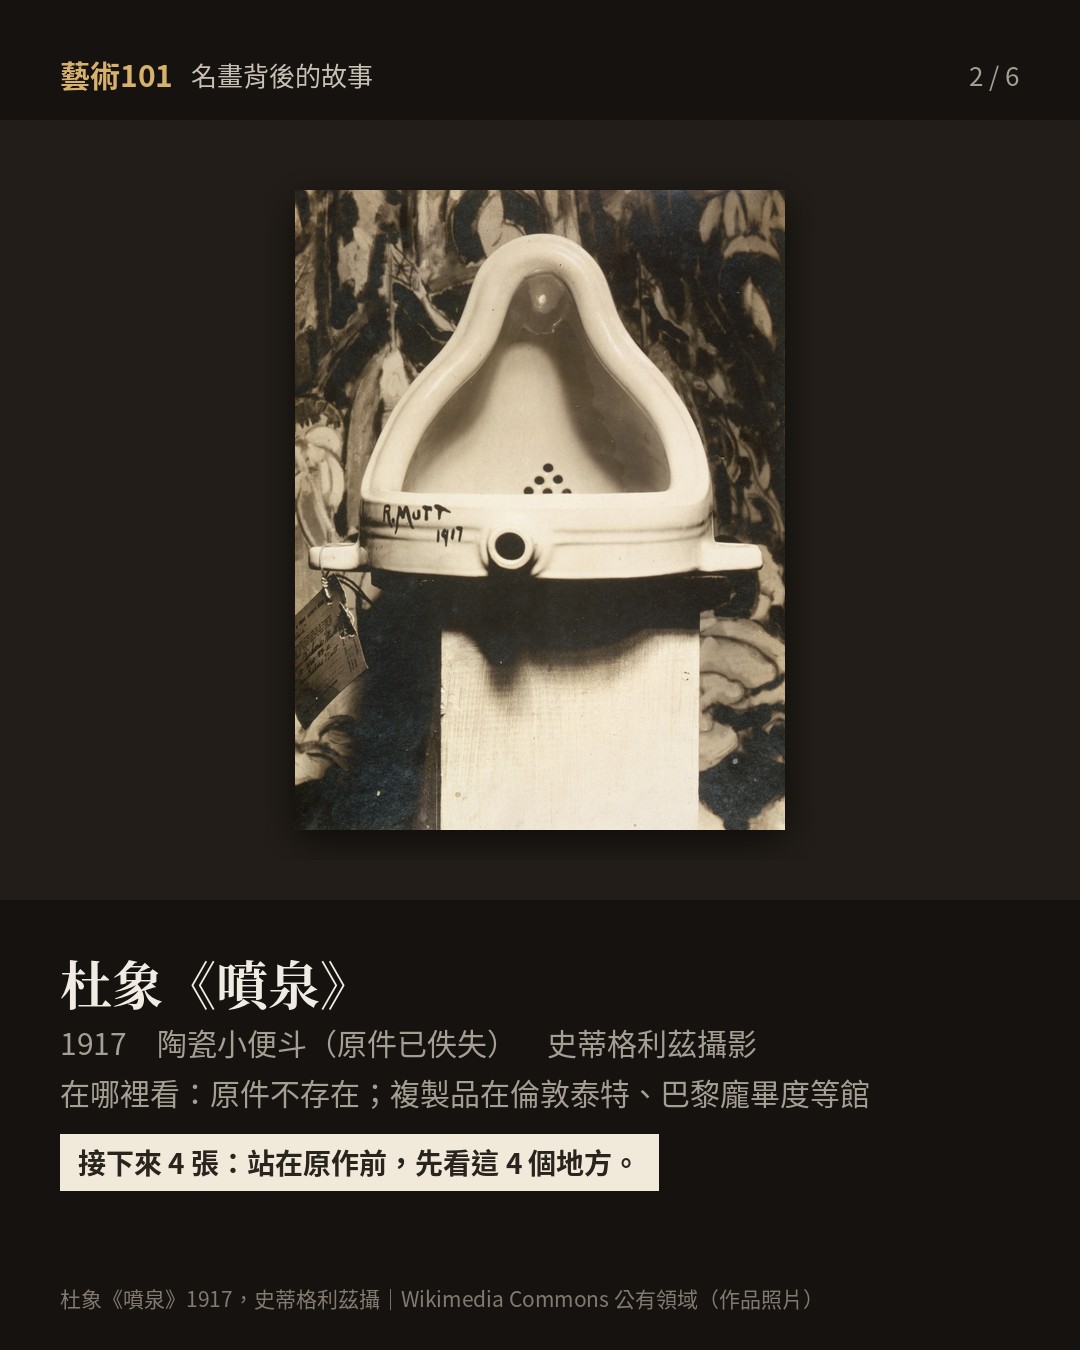 藝術101 名畫背後的故事 2 / 6
R.MUTT
1917
杜象《噴泉》
1917 陶瓷小便斗（原件已佚失） 史蒂格利茲攝影
在哪裡看：原件不存在；複製品在倫敦泰特、巴黎龐畢度等館
接下來 4 張：站在原作前，先看這 4 個地方。
杜象《噴泉》1917，史蒂格利茲攝｜Wikimedia Commons 公有領域（作品照片）